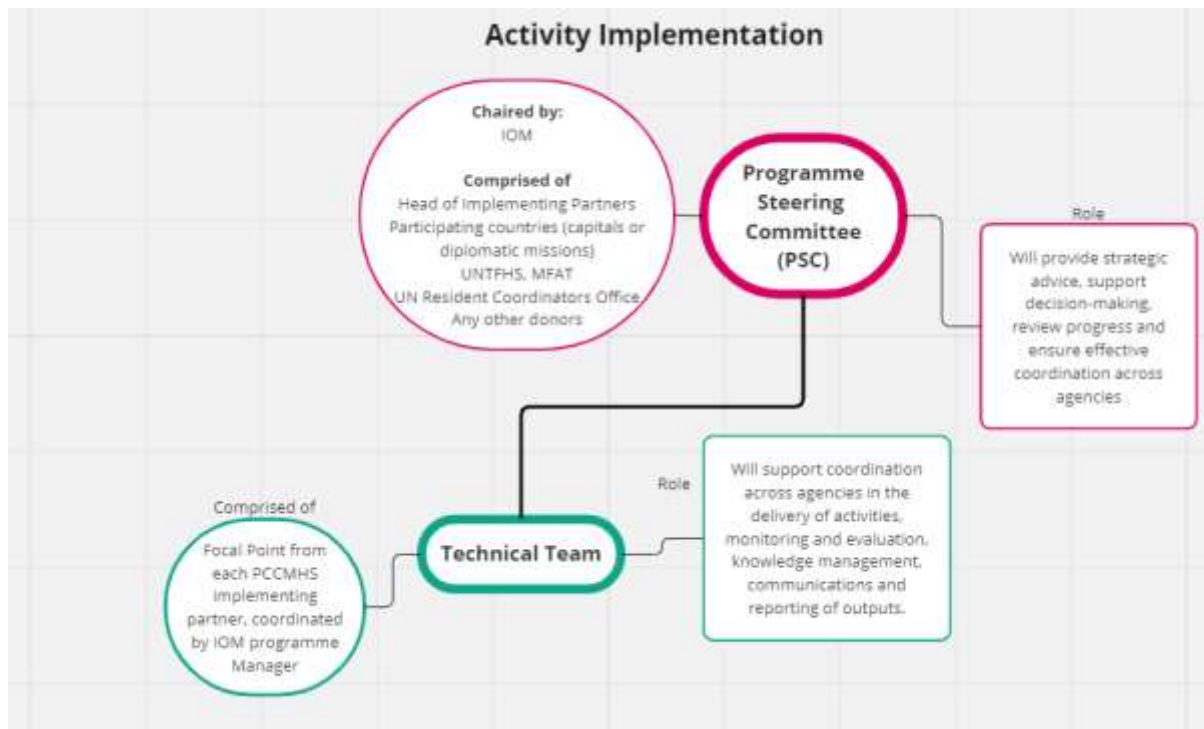 Activity Implementation
Chaired by:
IOM
Comprised of
Head of Implementing Partners
Participating countries (capitals or
diplomatic missions)
UNTFHS, MFAT
UN Resident Coordinators Office
Any other donors
Programme
Steering
Committee
(PSC)
Role
Will provide strategic
advice, support
decision-making,
review progress and
ensure effective
coordination across
agencies
Technical Team
Comprised of
Focal Point from
each PCCMHS
implementing
partner, coordinated
by IOM programme
Manager
Role
Will support coordination
across agencies in the
delivery of activities,
monitoring and evaluation,
knowledge management,
communications and
reporting of outputs.